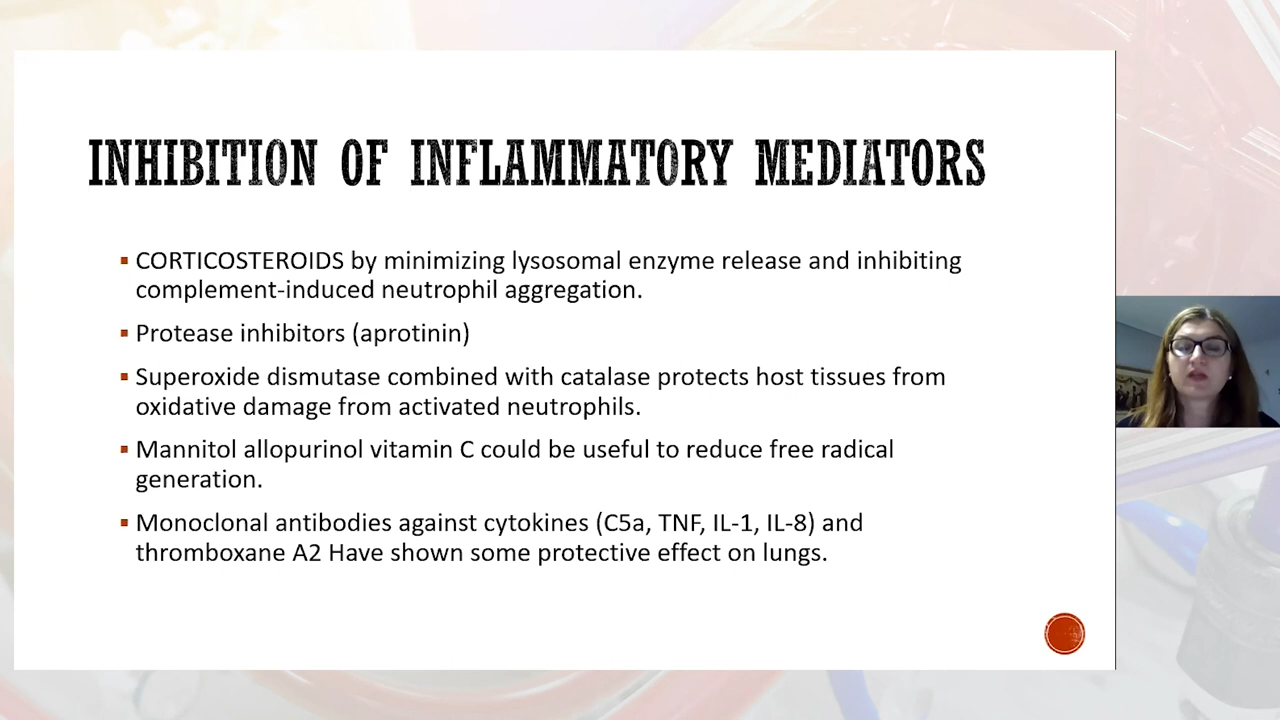 INHIBITION OF INFLAMMATORY MEDIATORS
CORTICOSTEROIDS by minimizing lysosomal enzyme release and inhibiting
complement-induced neutrophil aggregation.
Protease inhibitors (aprotinin)
Superoxide dismutase combined with catalase protects host tissues from
oxidative damage from activated neutrophils.
Mannitol allopurinol vitamin C could be useful to reduce free radical
generation.
Monoclonal antibodies against cytokines (C5a, TNF, IL-1, IL-8) and
thromboxane A2 Have shown some protective effect on lungs.